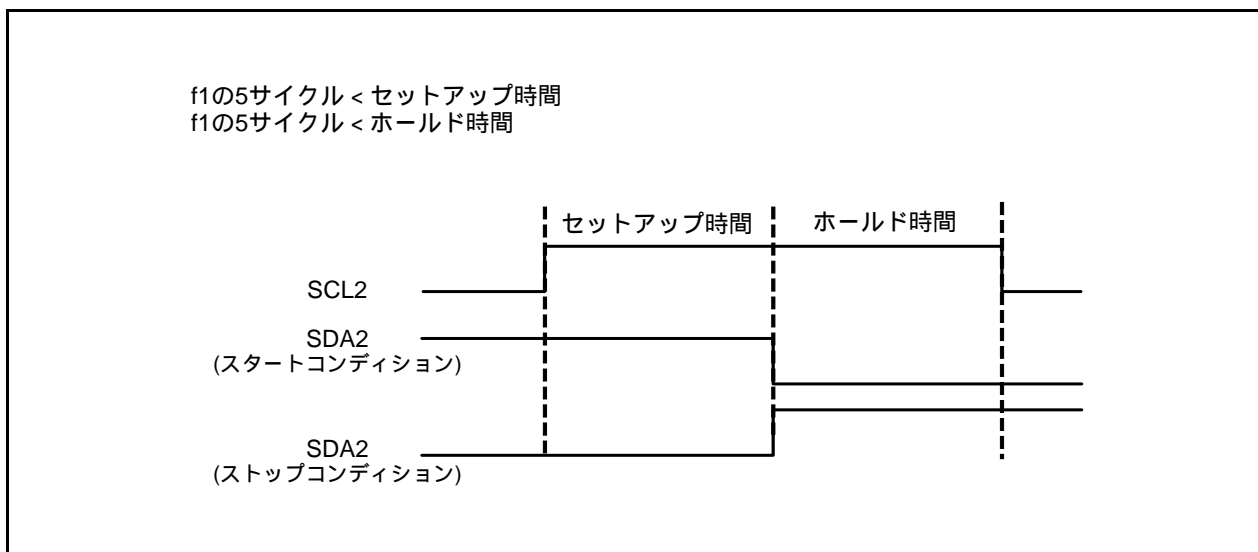 f1の5サイクル < セットアップ時間
f1の5サイクル < ホールド時間
セットアップ時間
ホールド時間
SCL2
SDA2
(スタートコンディション)
SDA2
(ストップコンディション)